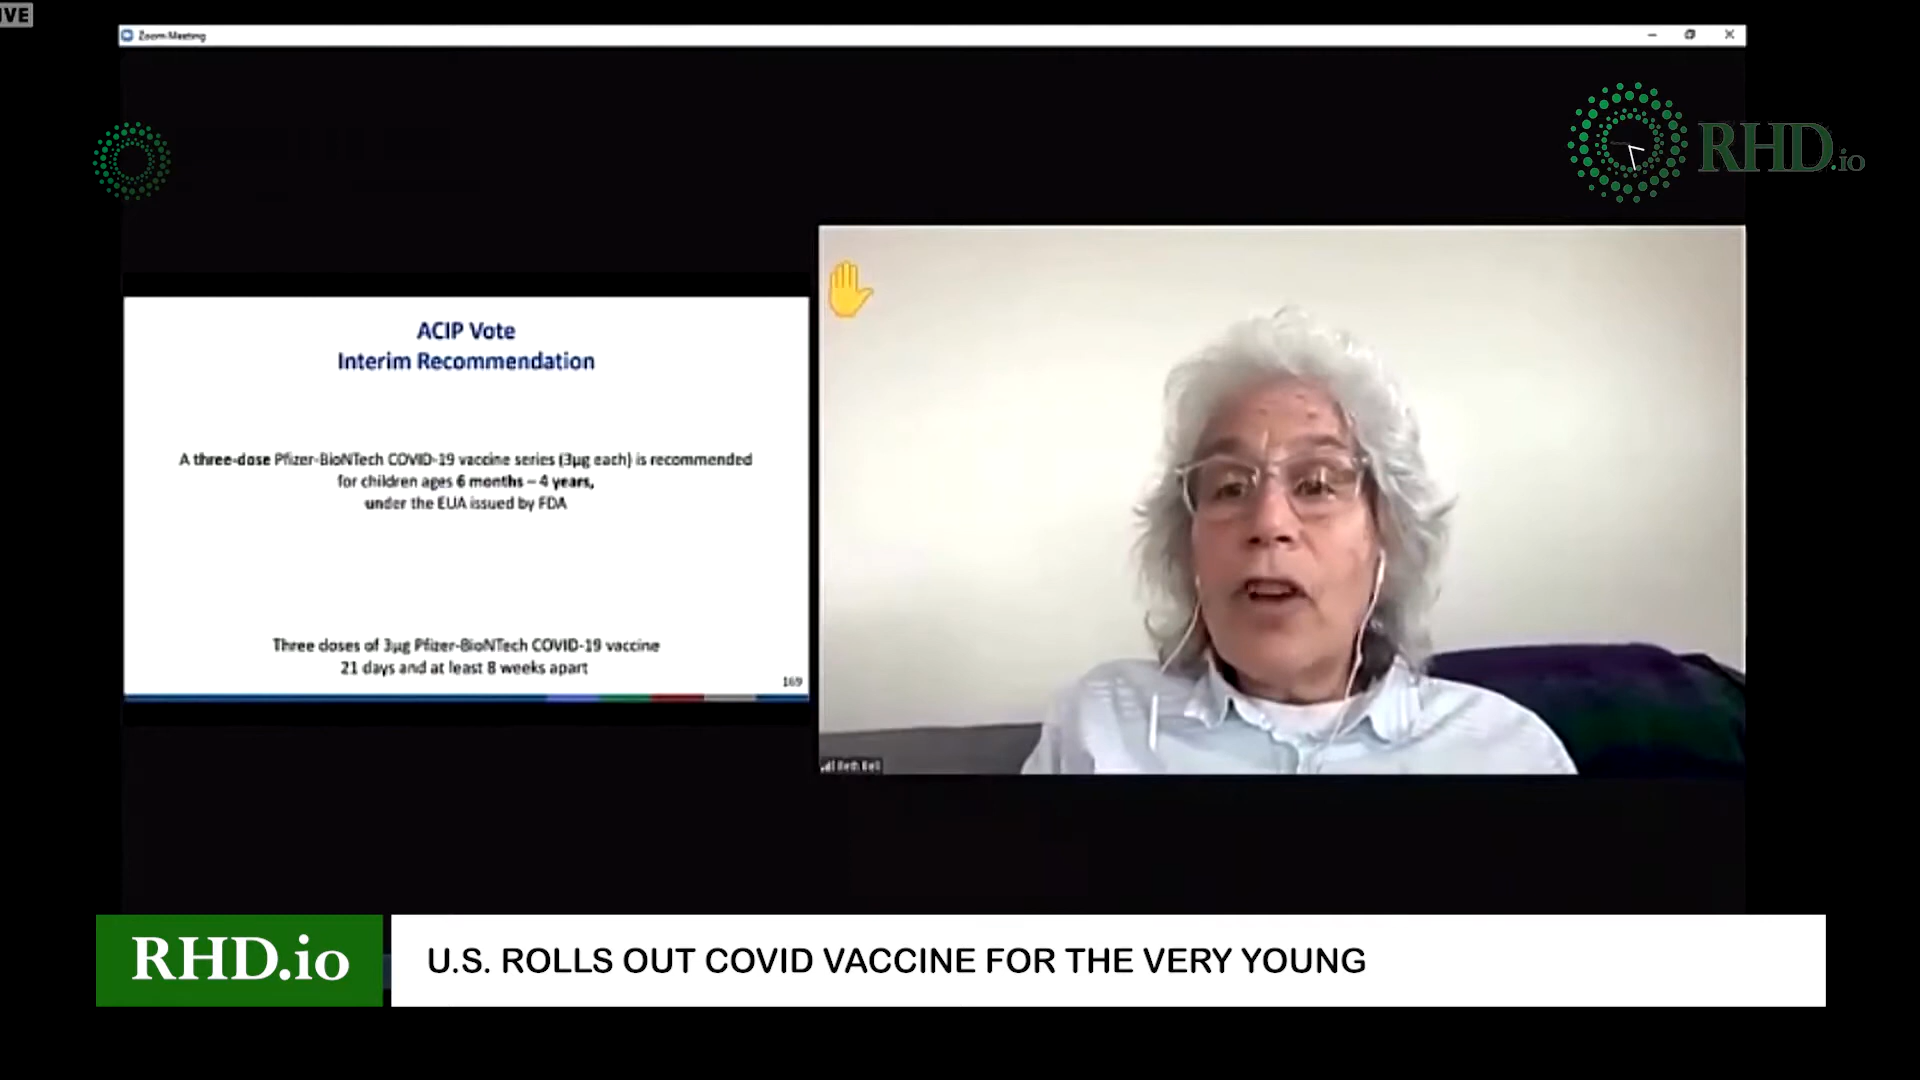 IVE
Zoom Meeting
RHD.io
ACIP Vote
Interim Recommendation
A three-dose Pfizer-BioNTech COVID-19 vaccine series (3µg each) is recommended
for children ages 6 months – 4 years,
under the EUA issued by FDA
Three doses of 3µg Pfizer-BioNTech COVID-19 vaccine
21 days and at least 8 weeks apart
169
Beth Bell
RHD.io
U.S. ROLLS OUT COVID VACCINE FOR THE VERY YOUNG